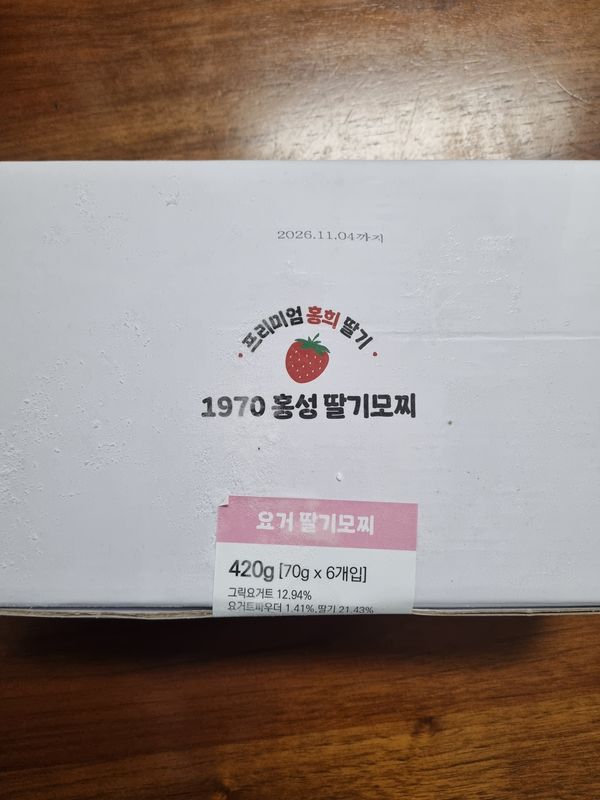 2026.11.04까지
프리미엄 홍희 딸기
1970 홍성 딸기모찌
요거 딸기모찌
420g [70g x 6개입]
그릭요거트 12.94%
요거트파우더 1.41%, 딸기 21.43%